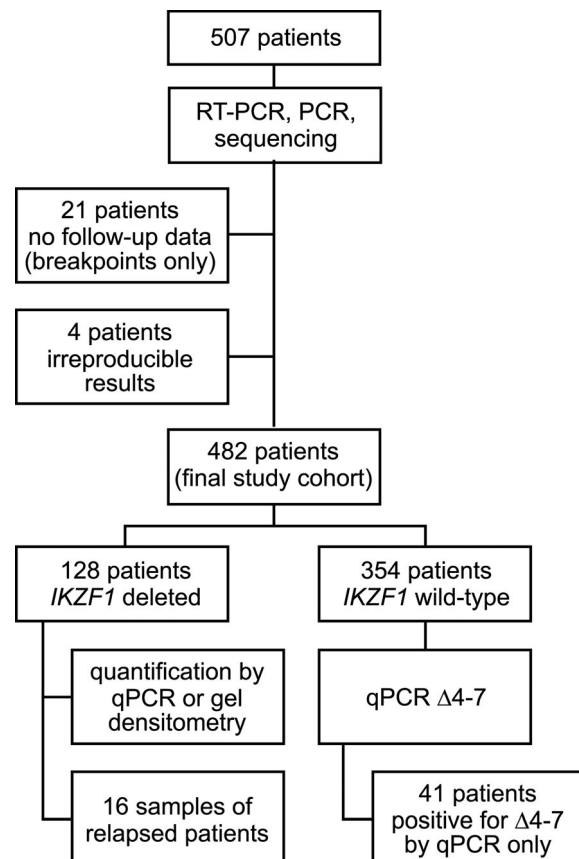 507 patients
RT-PCR, PCR,
sequencing
21 patients
no follow-up data
(breakpoints only)
4 patients
irreproducible
results
482 patients
(final study cohort)
128 patients
IKZF1 deleted
354 patients
IKZF1 wild-type
quantification by
qPCR or gel
densitometry
qPCR Δ4-7
16 samples of
relapsed patients
41 patients
positive for Δ4-7
by qPCR only